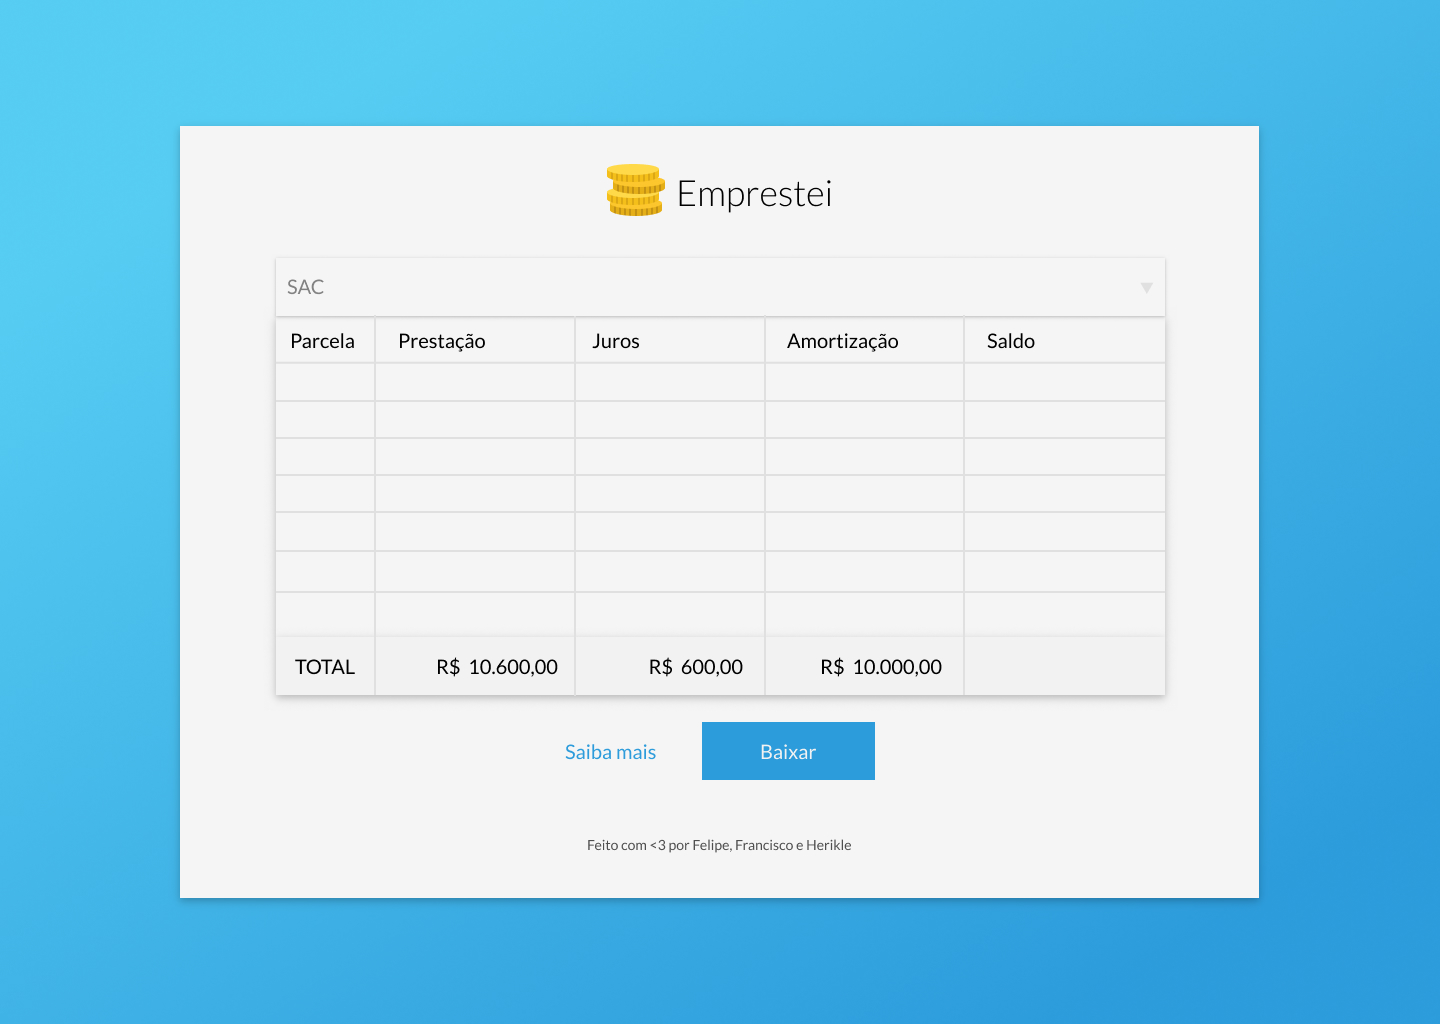 Emprestei
SAC
Parcela Prestação Juros Amortização Saldo
TOTAL R$ 10.600,00 R$ 600,00 R$ 10.000,00
Saiba mais Baixar
Feito com <3 por Felipe, Francisco e Herikle